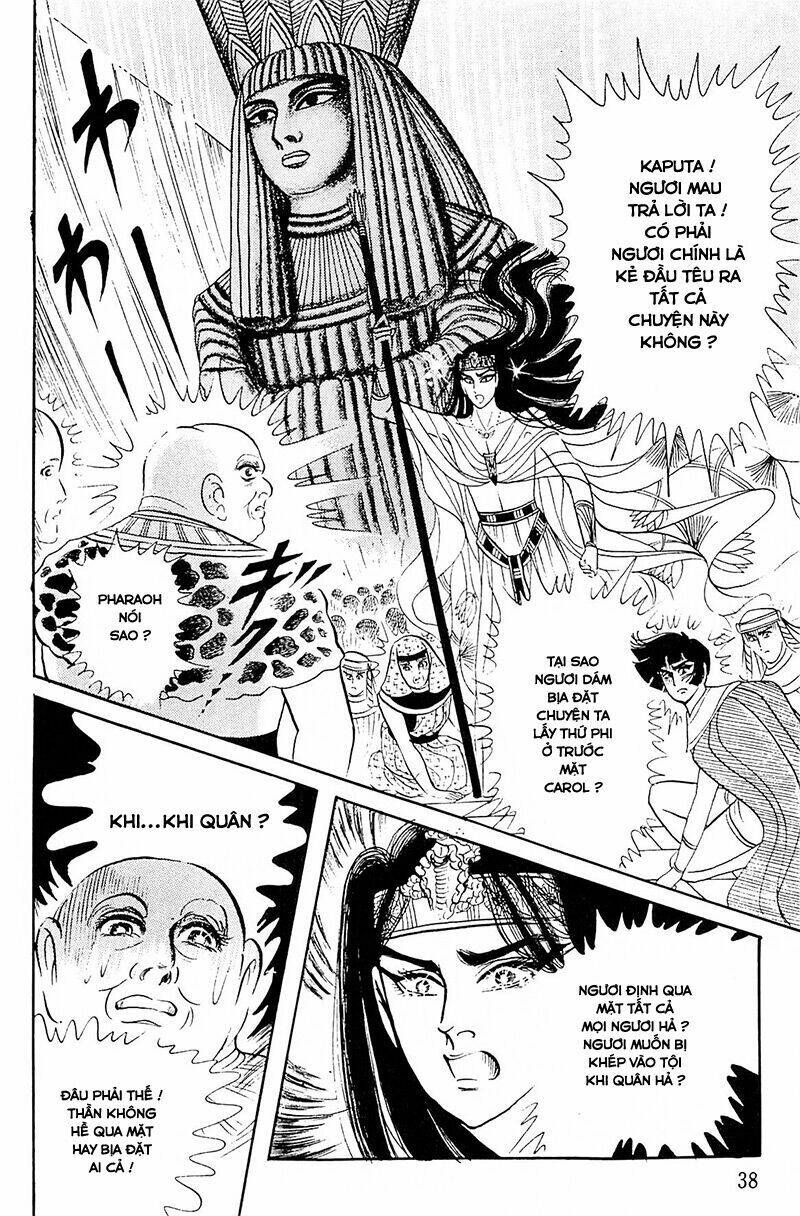 KAPUTA !
NGƯƠI MAU
TRẢ LỜI TA !
CÓ PHẢI
NGƯƠI CHÍNH LÀ
KẺ ĐẦU TÊU RA
TẤT CẢ
CHUYỆN NÀY
KHÔNG ?
わー
わー
ギク
PHARAOH
NÓI
SAO ?
TẠI SAO
NGƯƠI DÁM
BỊA ĐẶT
CHUYỆN TA
LẤY THỨ PHI
Ở TRƯỚC
MẶT
CAROL ?
KHI...KHI QUÂN ?
NGƯƠI ĐỊNH QUA
MẶT TẤT CẢ
MỌI NGƯƠI HẢ ?
NGƯƠI MUỐN BỊ
KHÉP VÀO TỘI
KHI QUÂN HẢ ?
ĐÂU PHẢI THẾ !
THẦN KHÔNG
HỀ QUA MẶT
HAY BỊA ĐẶT
AI CẢ !
38